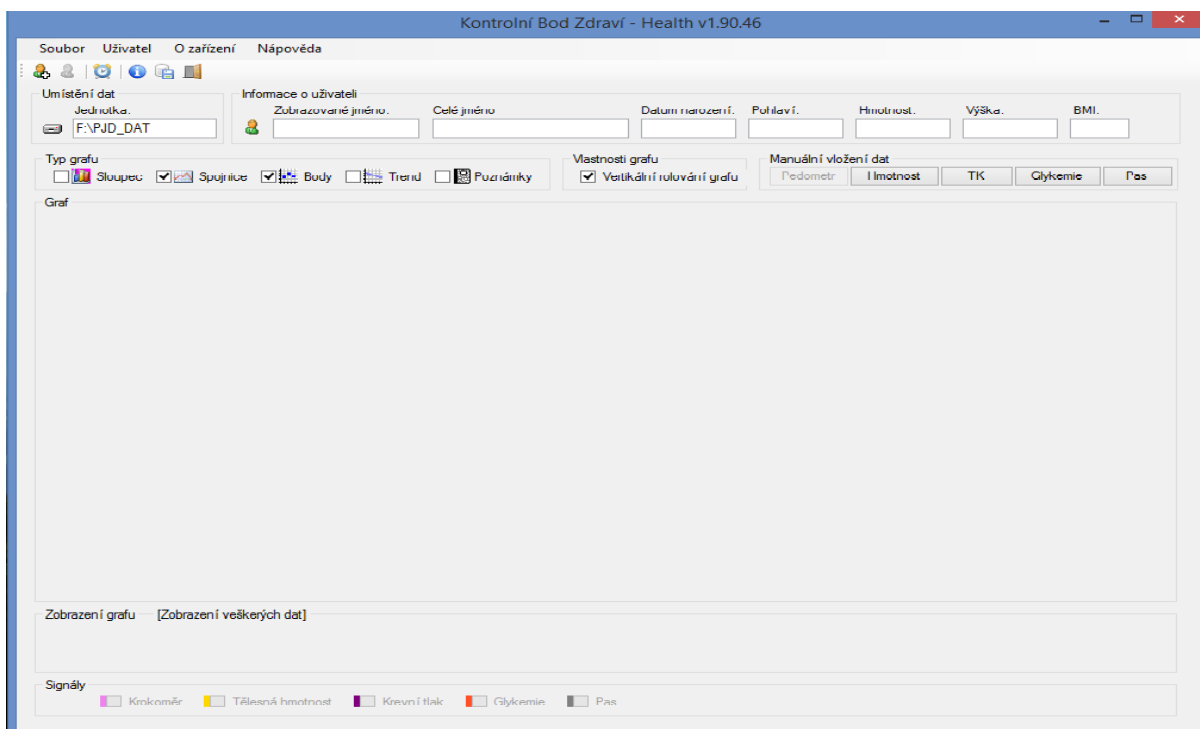 Kontrolní Bod Zdraví - Health v1.90.46
Soubor Uživatel O zařízení Nápověda
Umístění dat Informace o uživateli
Jednotka: Zobrazované jméno: Celé jméno Datum narození: Pohlaví: Hmotnost: Výška: BMI:
F:\PJD_DAT
Typ grafu Vlastnosti grafu Manuální vložení dat
Sloupec Spojnice Body Trend Poznámky Vertikální rolování grafu Pedometr Hmotnost TK Glykemie Pas
Graf
Zobrazení grafu [Zobrazení veškerých dat]
Signály
Krokoměr Tělesná hmotnost Krevní tlak Glykemie Pas